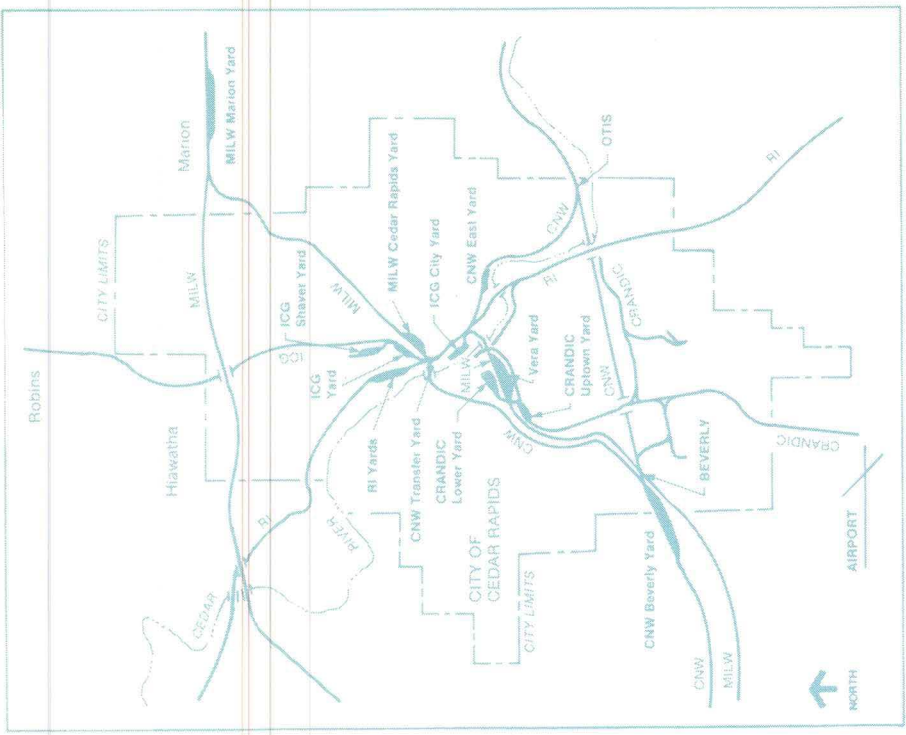 Robins
Marion
MILW Marion Yard
CITY LIMITS
MILW
Hiawatha
ICG
Shaver Yard
MILW
MILW Cedar Rapids Yard
ICG
ICG
Yard
ICG City Yard
CNW East Yard
CNW
OTIS
RI
RI
RI Yards
MILW
Vera Yard
CRANDIC
CRANDIC
Uptown Yard
CNW
CNW Transfer Yard
CRANDIC
Lower Yard
CNW
RI
RIVER
CEDAR
CITY OF
CEDAR RAPIDS
CITY LIMITS
BEVERLY
CRANDIC
CNW Beverly Yard
AIRPORT
CNW
MILW
NORTH